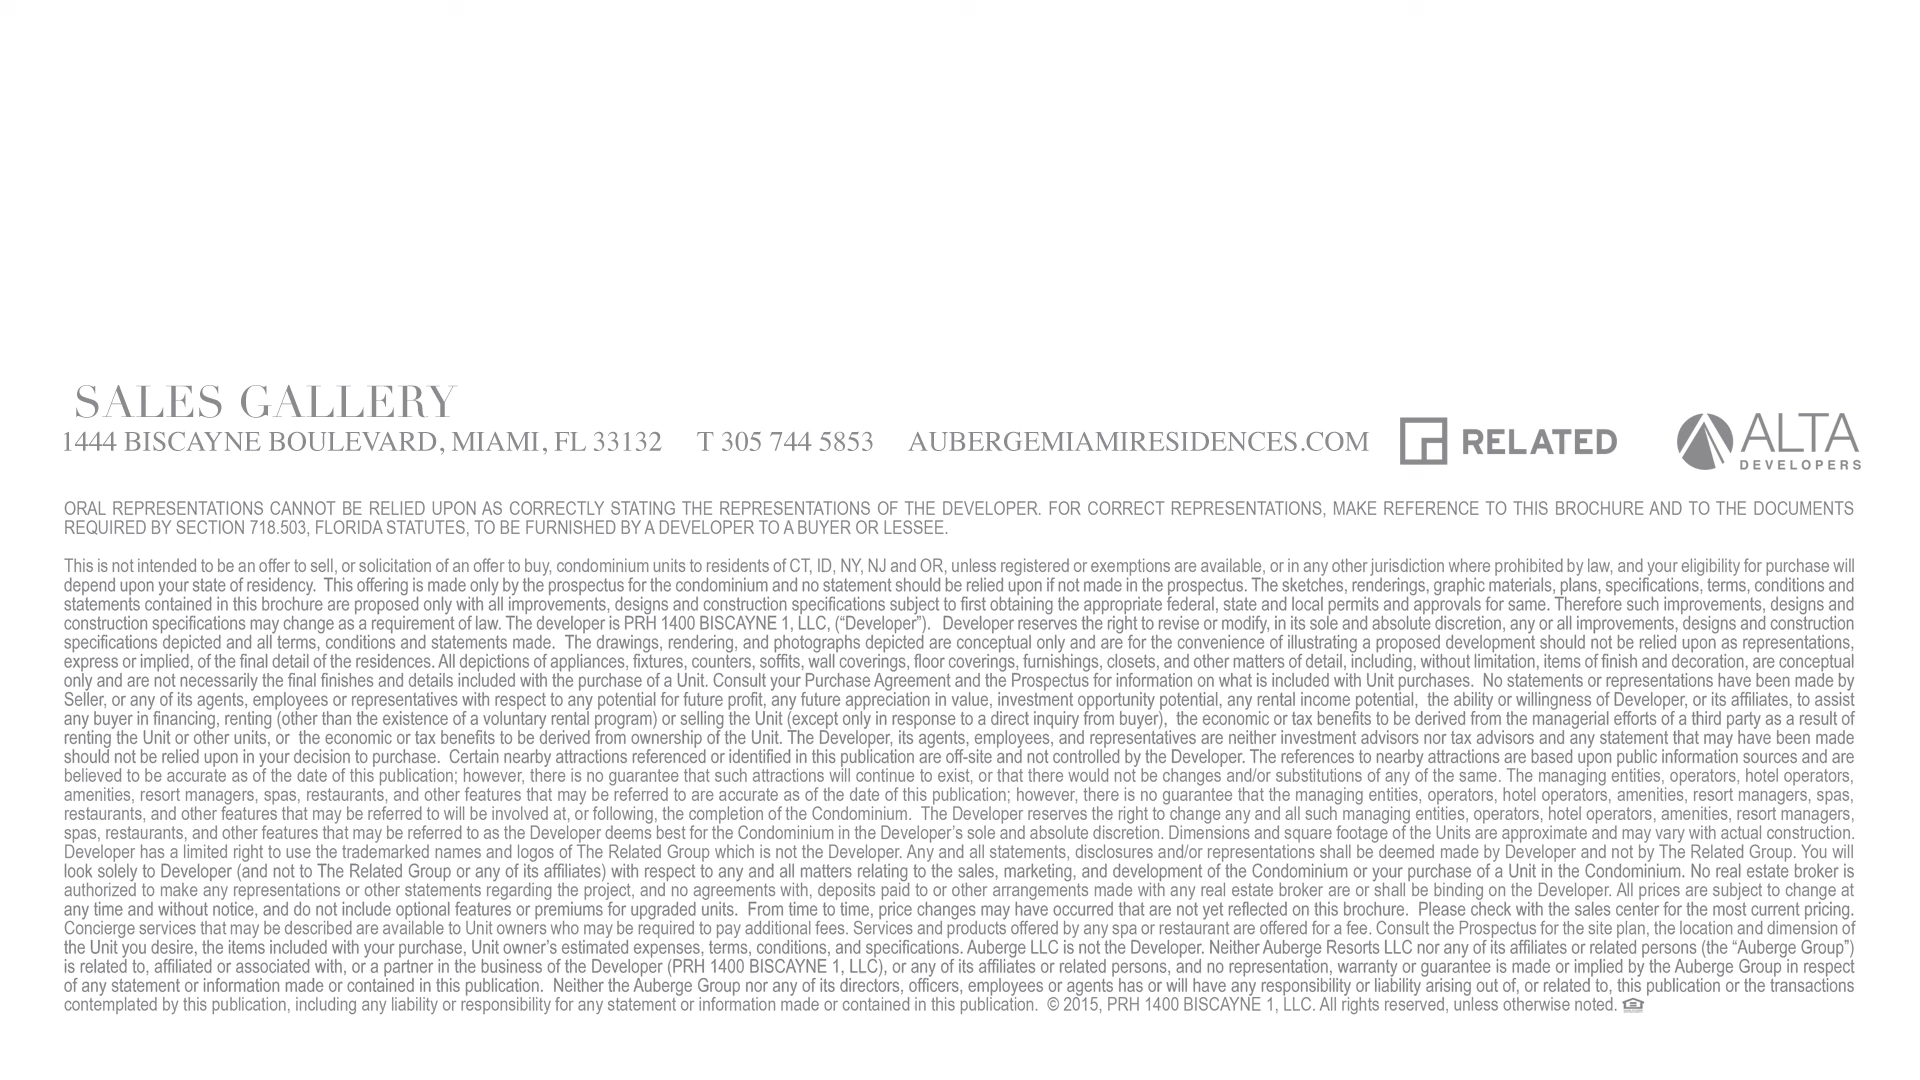 SALES GALLERY
1444 BISCAYNE BOULEVARD, MIAMI, FL 33132 T 305 744 5853 AUBERGEMIAMIRESIDENCES.COM RELATED ALTA
DEVELOPERS
ORAL REPRESENTATIONS CANNOT BE RELIED UPON AS CORRECTLY STATING THE REPRESENTATIONS OF THE DEVELOPER. FOR CORRECT REPRESENTATIONS, MAKE REFERENCE TO THIS BROCHURE AND TO THE DOCUMENTS
REQUIRED BY SECTION 718.503, FLORIDA STATUTES, TO BE FURNISHED BY A DEVELOPER TO A BUYER OR LESSEE.
This is not intended to be an offer to sell, or solicitation of an offer to buy, condominium units to residents of CT, ID, NY, NJ and OR, unless registered or exemptions are available, or in any other jurisdiction where prohibited by law, and your eligibility for purchase will
depend upon your state of residency. This offering is made only by the prospectus for the condominium and no statement should be relied upon if not made in the prospectus. The sketches, renderings, graphic materials, plans, specifications, terms, conditions and
statements contained in this brochure are proposed only with all improvements, designs and construction specifications subject to first obtaining the appropriate federal, state and local permits and approvals for same. Therefore such improvements, designs and
construction specifications may change as a requirement of law. The developer is PRH 1400 BISCAYNE 1, LLC, (“Developer”). Developer reserves the right to revise or modify, in its sole and absolute discretion, any or all improvements, designs and construction
specifications depicted and all terms, conditions and statements made. The drawings, rendering, and photographs depicted are conceptual only and are for the convenience of illustrating a proposed development should not be relied upon as representations,
express or implied, of the final detail of the residences. All depictions of appliances, fixtures, counters, soffits, wall coverings, floor coverings, furnishings, closets, and other matters of detail, including, without limitation, items of finish and decoration, are conceptual
only and are not necessarily the final finishes and details included with the purchase of a Unit. Consult your Purchase Agreement and the Prospectus for information on what is included with Unit purchases. No statements or representations have been made by
Seller, or any of its agents, employees or representatives with respect to any potential for future profit, any future appreciation in value, investment opportunity potential, any rental income potential, the ability or willingness of Developer, or its affiliates, to assist
any buyer in financing, renting (other than the existence of a voluntary rental program) or selling the Unit (except only in response to a direct inquiry from buyer), the economic or tax benefits to be derived from the managerial efforts of a third party as a result of
renting the Unit or other units, or the economic or tax benefits to be derived from ownership of the Unit. The Developer, its agents, employees, and representatives are neither investment advisors nor tax advisors and any statement that may have been made
should not be relied upon in your decision to purchase. Certain nearby attractions referenced or identified in this publication are off-site and not controlled by the Developer. The references to nearby attractions are based upon public information sources and are
believed to be accurate as of the date of this publication; however, there is no guarantee that such attractions will continue to exist, or that there would not be changes and/or substitutions of any of the same. The managing entities, operators, hotel operators,
amenities, resort managers, spas, restaurants, and other features that may be referred to are accurate as of the date of this publication; however, there is no guarantee that the managing entities, operators, hotel operators, amenities, resort managers, spas,
restaurants, and other features that may be referred to will be involved at, or following, the completion of the Condominium. The Developer reserves the right to change any and all such managing entities, operators, hotel operators, amenities, resort managers,
spas, restaurants, and other features that may be referred to as the Developer deems best for the Condominium in the Developer’s sole and absolute discretion. Dimensions and square footage of the Units are approximate and may vary with actual construction.
Developer has a limited right to use the trademarked names and logos of The Related Group which is not the Developer. Any and all statements, disclosures and/or representations shall be deemed made by Developer and not by The Related Group. You will
look solely to Developer (and not to The Related Group or any of its affiliates) with respect to any and all matters relating to the sales, marketing, and development of the Condominium or your purchase of a Unit in the Condominium. No real estate broker is
authorized to make any representations or other statements regarding the project, and no agreements with, deposits paid to or other arrangements made with any real estate broker are or shall be binding on the Developer. All prices are subject to change at
any time and without notice, and do not include optional features or premiums for upgraded units. From time to time, price changes may have occurred that are not yet reflected on this brochure. Please check with the sales center for the most current pricing.
Concierge services that may be described are available to Unit owners who may be required to pay additional fees. Services and products offered by any spa or restaurant are offered for a fee. Consult the Prospectus for the site plan, the location and dimension of
the Unit you desire, the items included with your purchase, Unit owner’s estimated expenses, terms, conditions, and specifications. Auberge LLC is not the Developer. Neither Auberge Resorts LLC nor any of its affiliates or related persons (the “Auberge Group”)
is related to, affiliated or associated with, or a partner in the business of the Developer (PRH 1400 BISCAYNE 1, LLC), or any of its affiliates or related persons, and no representation, warranty or guarantee is made or implied by the Auberge Group in respect
of any statement or information made or contained in this publication. Neither the Auberge Group nor any of its directors, officers, employees or agents has or will have any responsibility or liability arising out of, or related to, this publication or the transactions
contemplated by this publication, including any liability or responsibility for any statement or information made or contained in this publication. © 2015, PRH 1400 BISCAYNE 1, LLC. All rights reserved, unless otherwise noted.